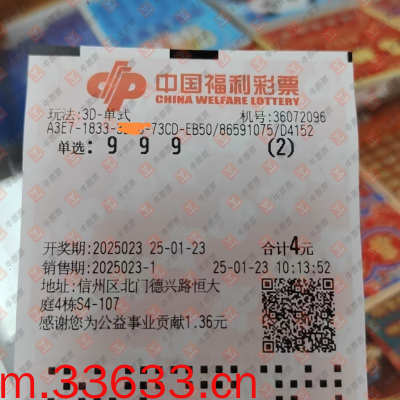 中国福利彩票
CHINA WELFARE LOTTERY
玩法:3D-单式 机号:36072096
A3E7-1833- -73CD-EB50/86591075/D4152
单选: 9 9 9 (2)
开奖期:2025023 25-01-23 合计4元
销售期:2025023-1 25-01-23 10:13:52
地址:信州区北门德兴路恒大
庭4栋S4-107
感谢您为公益事业贡献1.36元
m.33633.cn